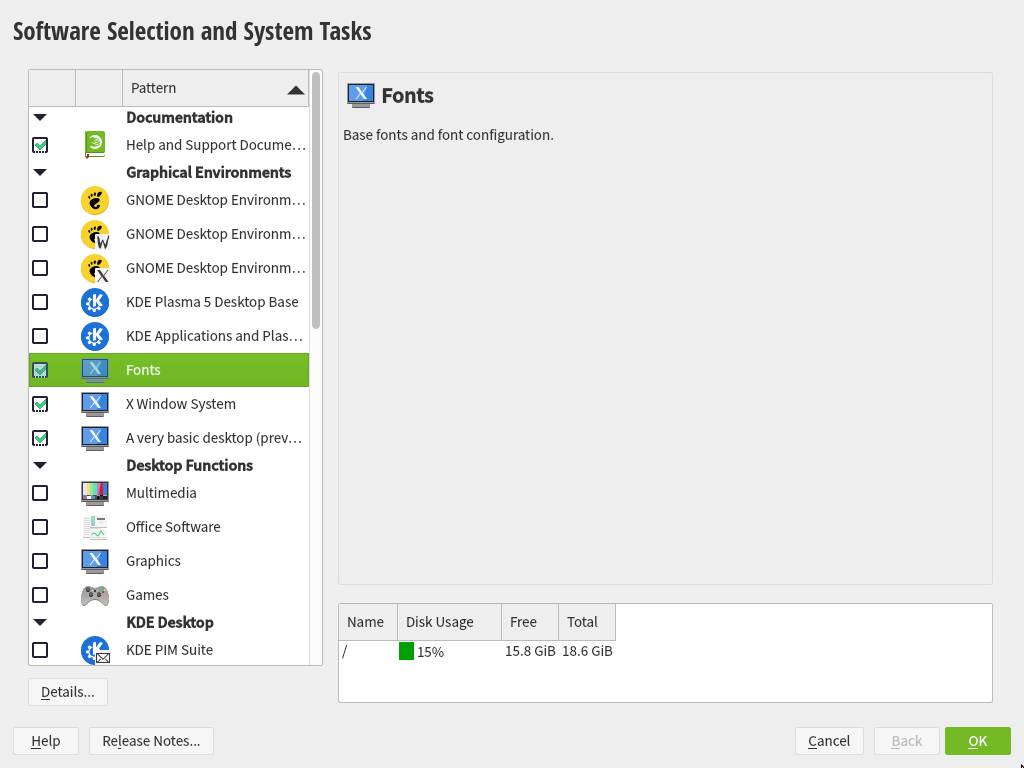 Software Selection and System Tasks
Pattern
Documentation
Help and Support Docume...
Graphical Environments
GNOME Desktop Environm...
GNOME Desktop Environm...
GNOME Desktop Environm...
KDE Plasma 5 Desktop Base
KDE Applications and Plas...
Fonts
X Window System
A very basic desktop (prev...
Desktop Functions
Multimedia
Office Software
Graphics
Games
KDE Desktop
KDE PIM Suite
Details...
Fonts
Base fonts and font configuration.
Name Disk Usage Free Total
/ 15% 15.8 GiB 18.6 GiB
Help Release Notes... Cancel Back OK